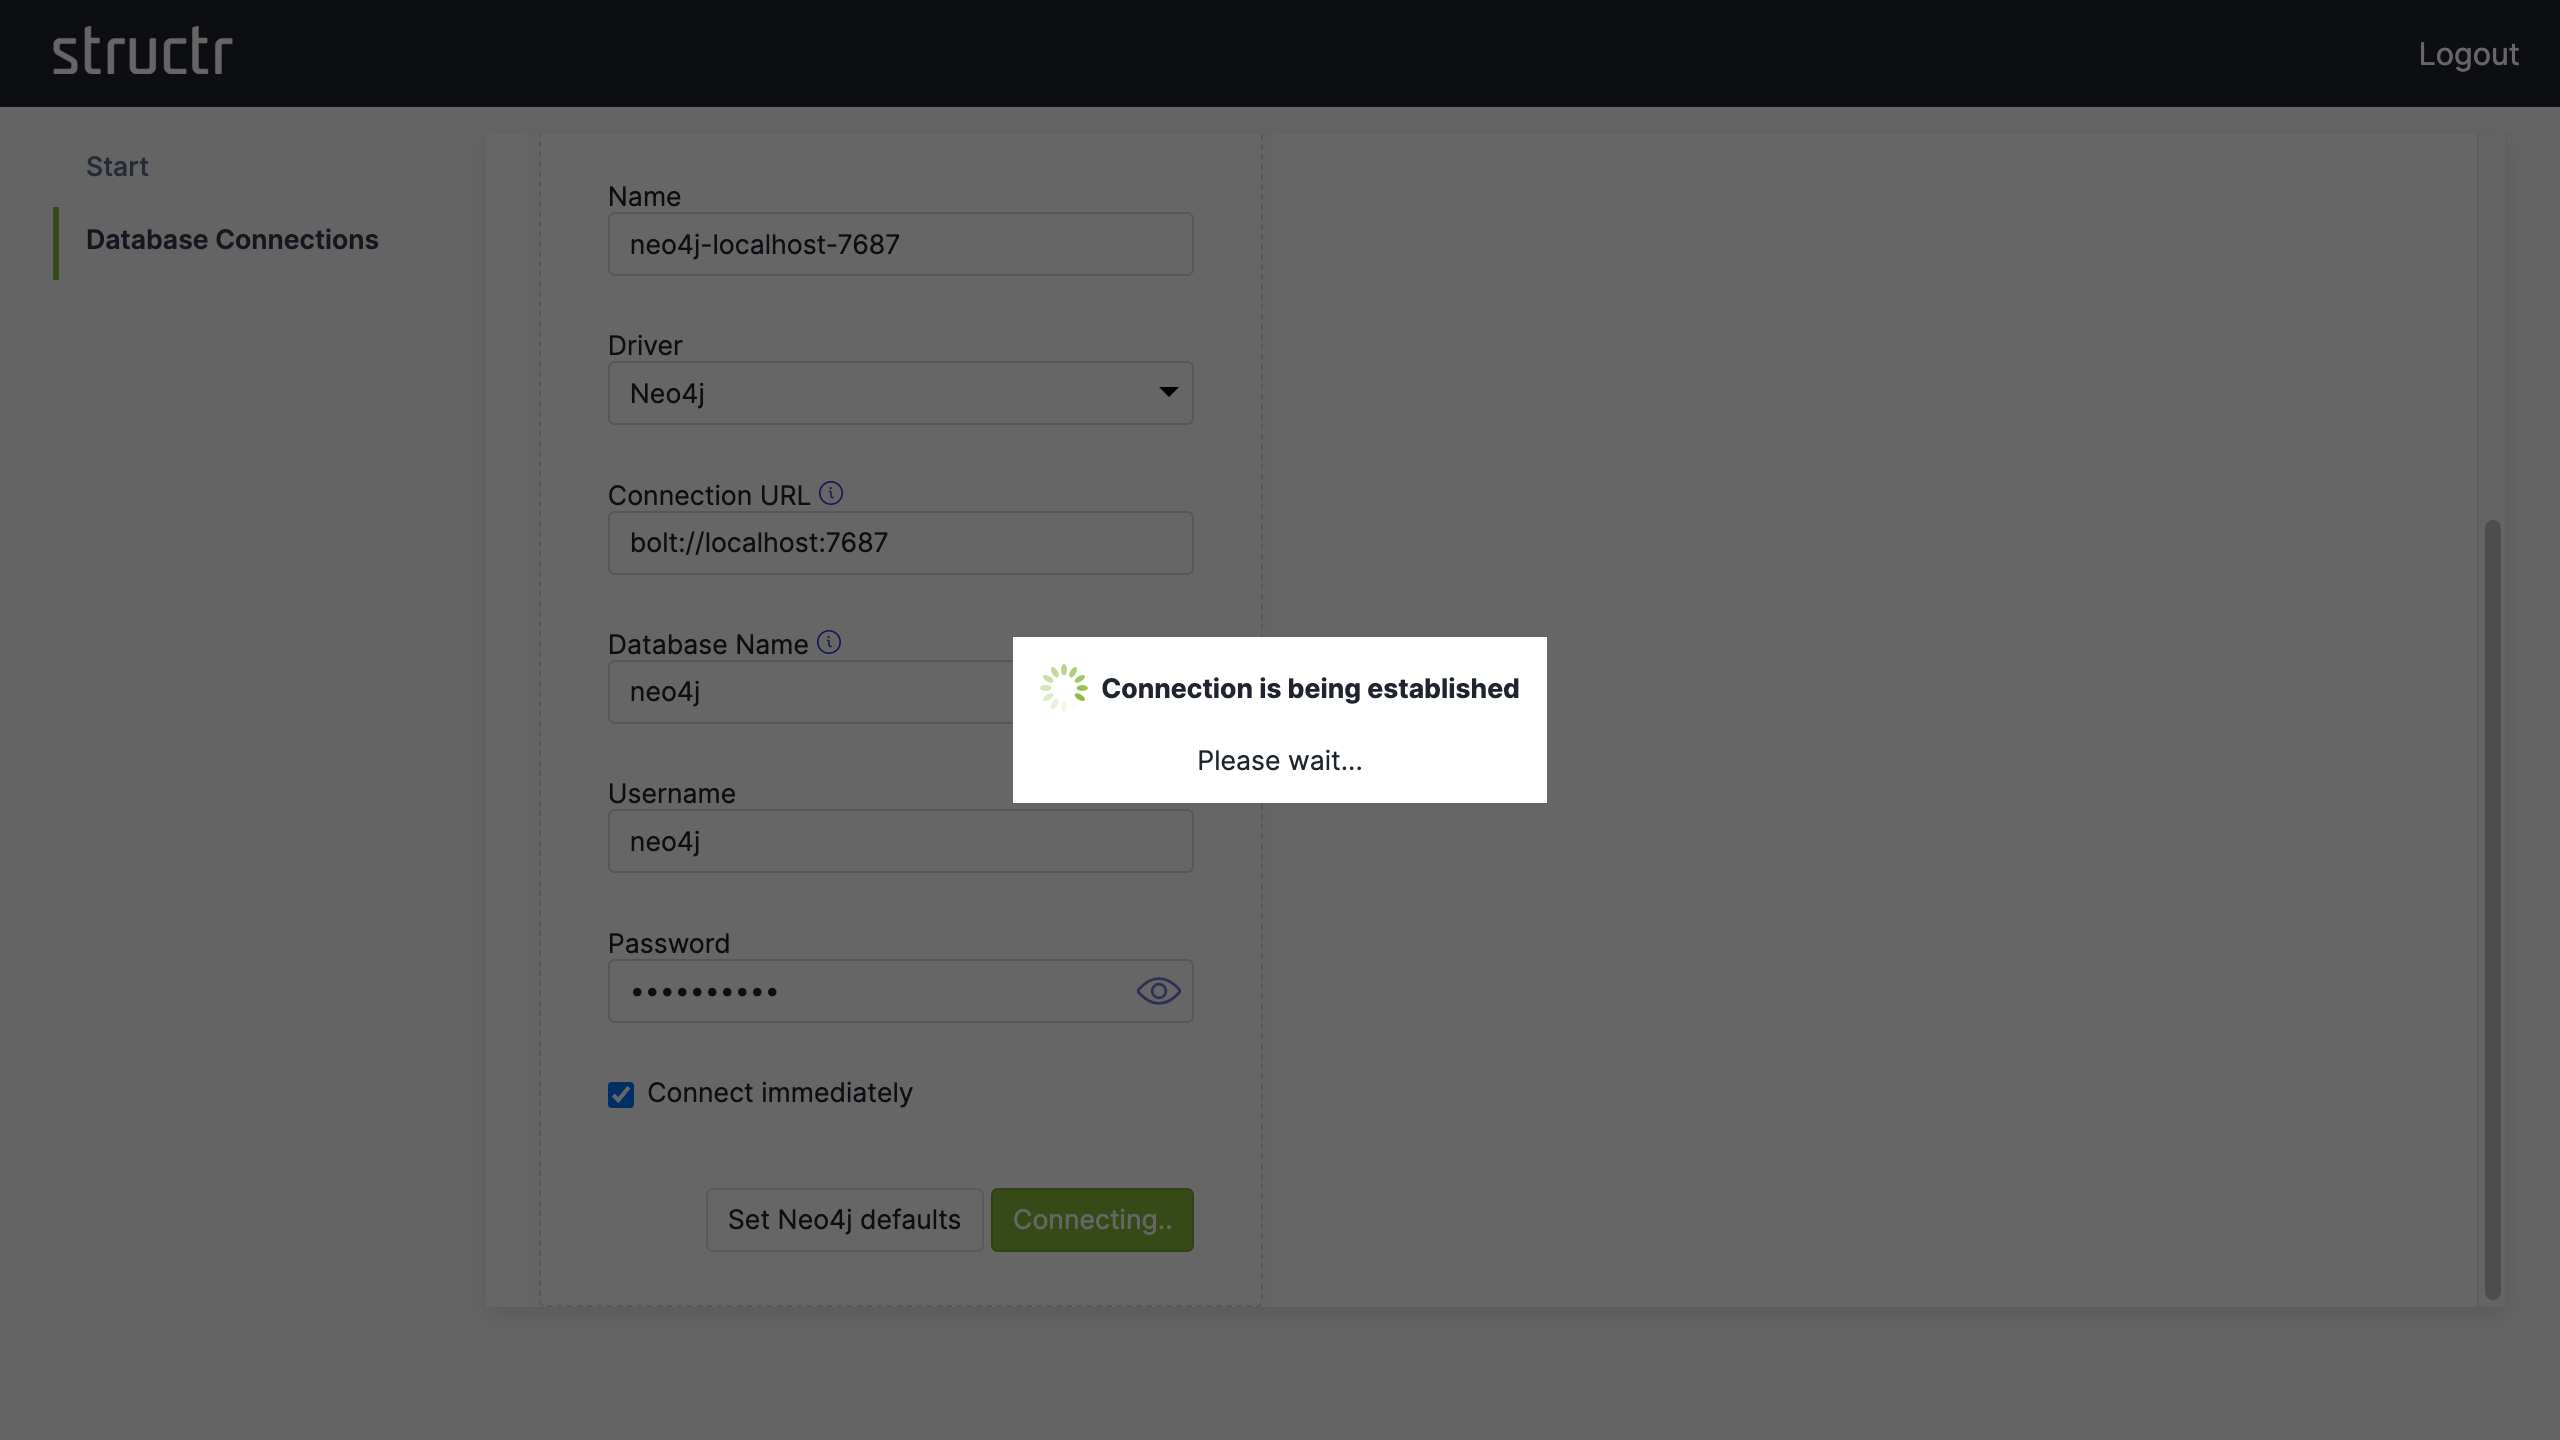 structr
Logout
Start
Database Connections
Name
neo4j-localhost-7687
Driver
Neo4j
Connection URL
bolt://localhost:7687
Database Name
neo4j
Connection is being established
Please wait...
Username
neo4j
Password
••••••••••
Connect immediately
Set Neo4j defaults
Connecting..